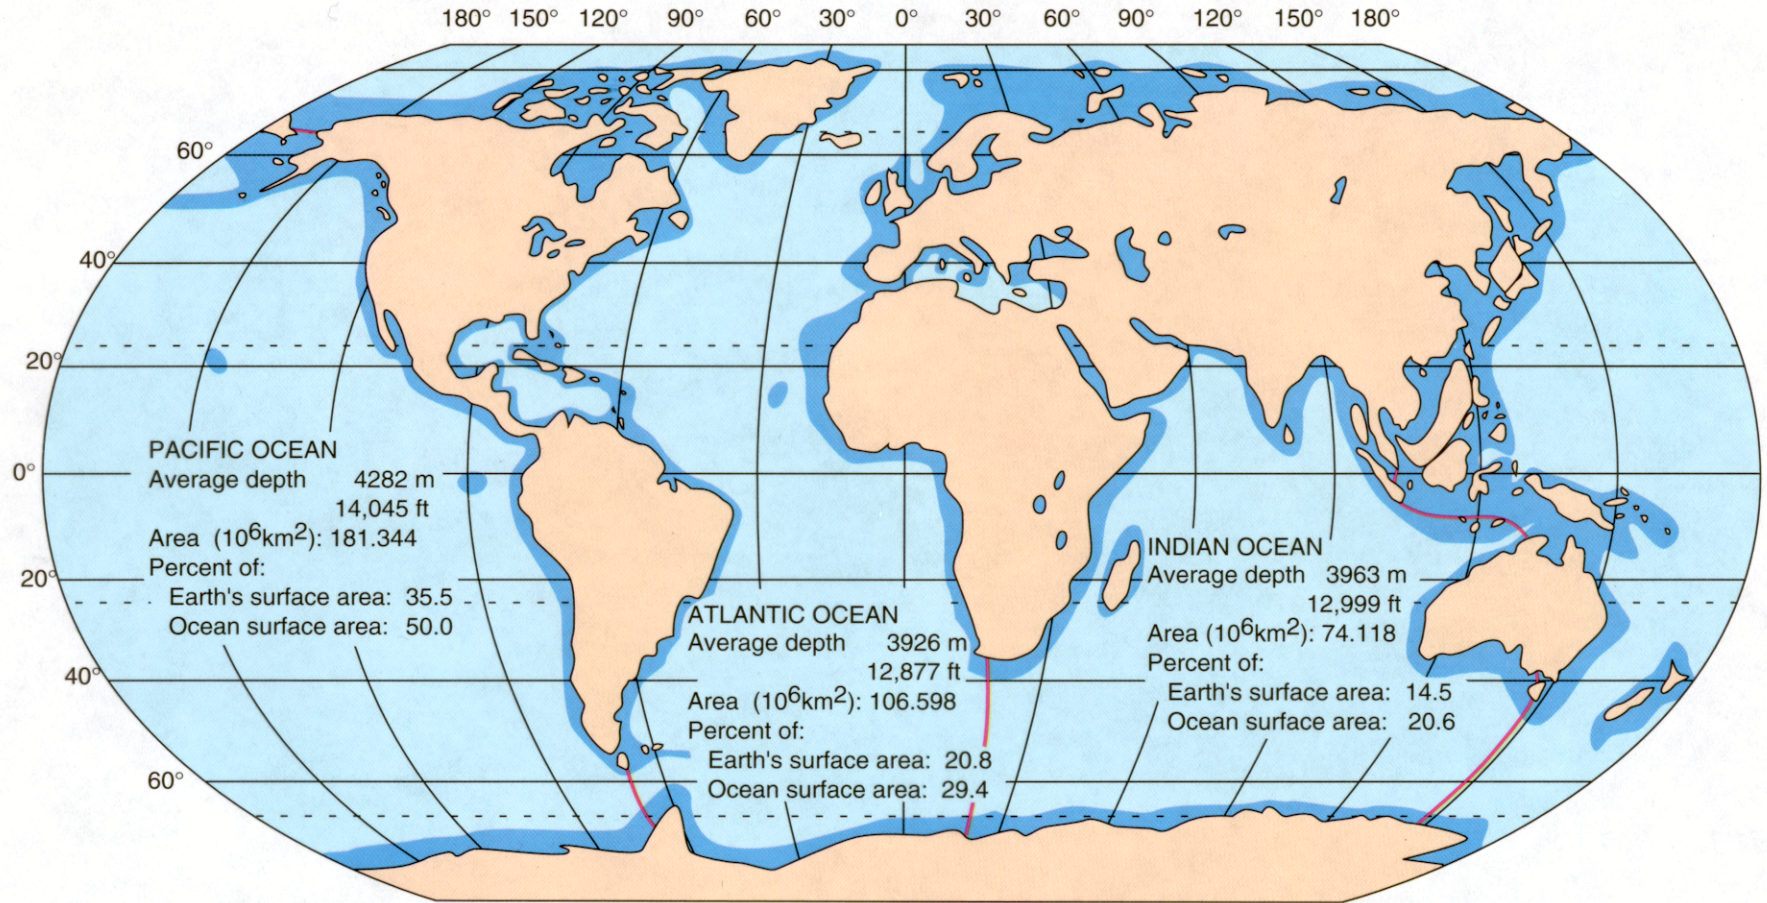 180° 150° 120° 90° 60° 30° 0° 30° 60° 90° 120° 150° 180°
60°
40°
20°
0°
20°
40°
60°
PACIFIC OCEAN
Average depth 4282 m
14,045 ft
Area (10⁶km²): 181.344
Percent of:
Earth's surface area: 35.5
Ocean surface area: 50.0
ATLANTIC OCEAN
Average depth 3926 m
12,877 ft
Area (10⁶km²): 106.598
Percent of:
Earth's surface area: 20.8
Ocean surface area: 29.4
INDIAN OCEAN
Average depth 3963 m
12,999 ft
Area (10⁶km²): 74.118
Percent of:
Earth's surface area: 14.5
Ocean surface area: 20.6